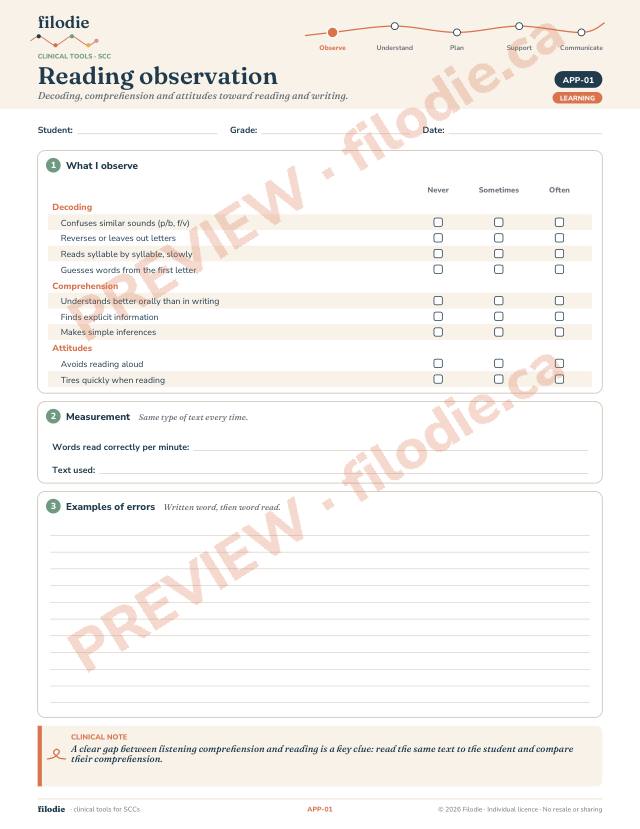 filodie
CLINICAL TOOLS · SCC
Observe Understand Plan Support Communicate
Reading observation
Decoding, comprehension and attitudes toward reading and writing.
APP-01
LEARNING
Student: Grade: Date:
1 What I observe
Never Sometimes Often
Decoding
Confuses similar sounds (p/b, f/v)
Reverses or leaves out letters
Reads syllable by syllable, slowly
Guesses words from the first letter
Comprehension
Understands better orally than in writing
Finds explicit information
Makes simple inferences
Attitudes
Avoids reading aloud
Tires quickly when reading
2 Measurement Same type of text every time.
Words read correctly per minute:
Text used:
3 Examples of errors Written word, then word read.
CLINICAL NOTE
A clear gap between listening comprehension and reading is a key clue: read the same text to the student and compare
their comprehension.
filodie · clinical tools for SCCs APP-01 © 2026 Filodie · Individual licence · No resale or sharing
PREVIEW · filodie.ca
PREVIEW · filodie.ca